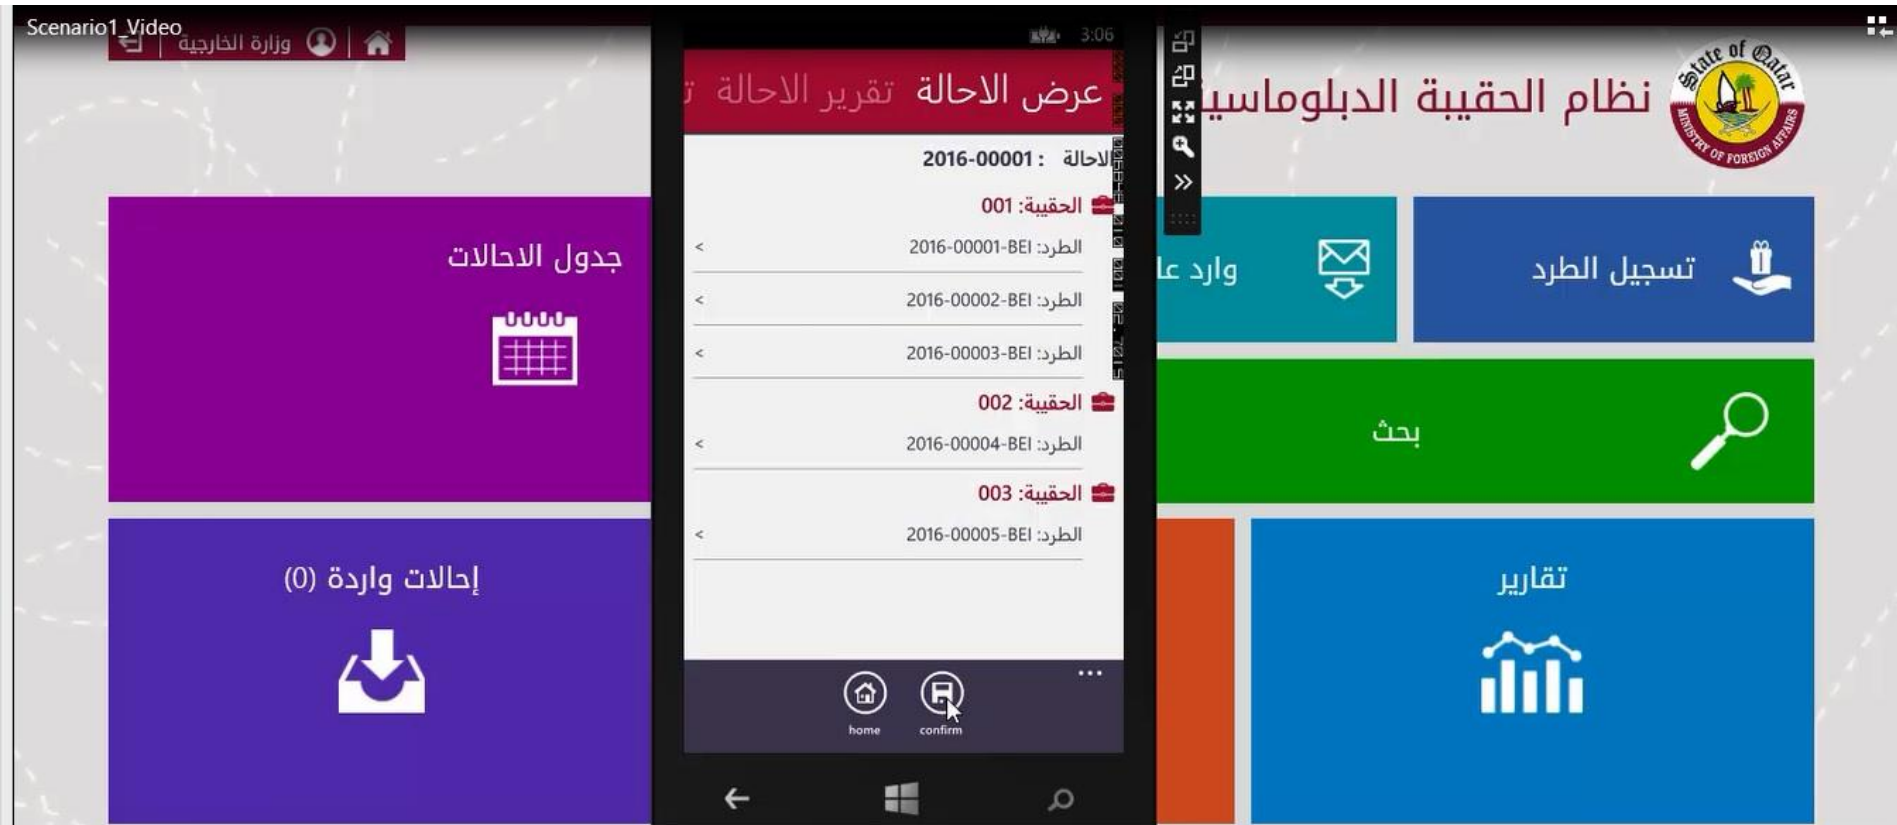 Scenario1_Video
وزارة الخارجية
نظام الحقيبة الدبلوماسية
State of Qatar
MINISTRY OF FOREIGN AFFAIRS
3:06
عرض الاحالة تقرير الاحالة
الاحالة : 2016-00001
الحقيبة: 001
الطرد: 2016-00001-BEI
<
الطرد: 2016-00002-BEI
<
الطرد: 2016-00003-BEI
<
الحقيبة: 002
الطرد: 2016-00004-BEI
<
الحقيبة: 003
الطرد: 2016-00005-BEI
<
home
confirm
تسجيل الطرد
وارد عا
جدول الاحالات
بحث
تقارير
إحالات واردة (0)